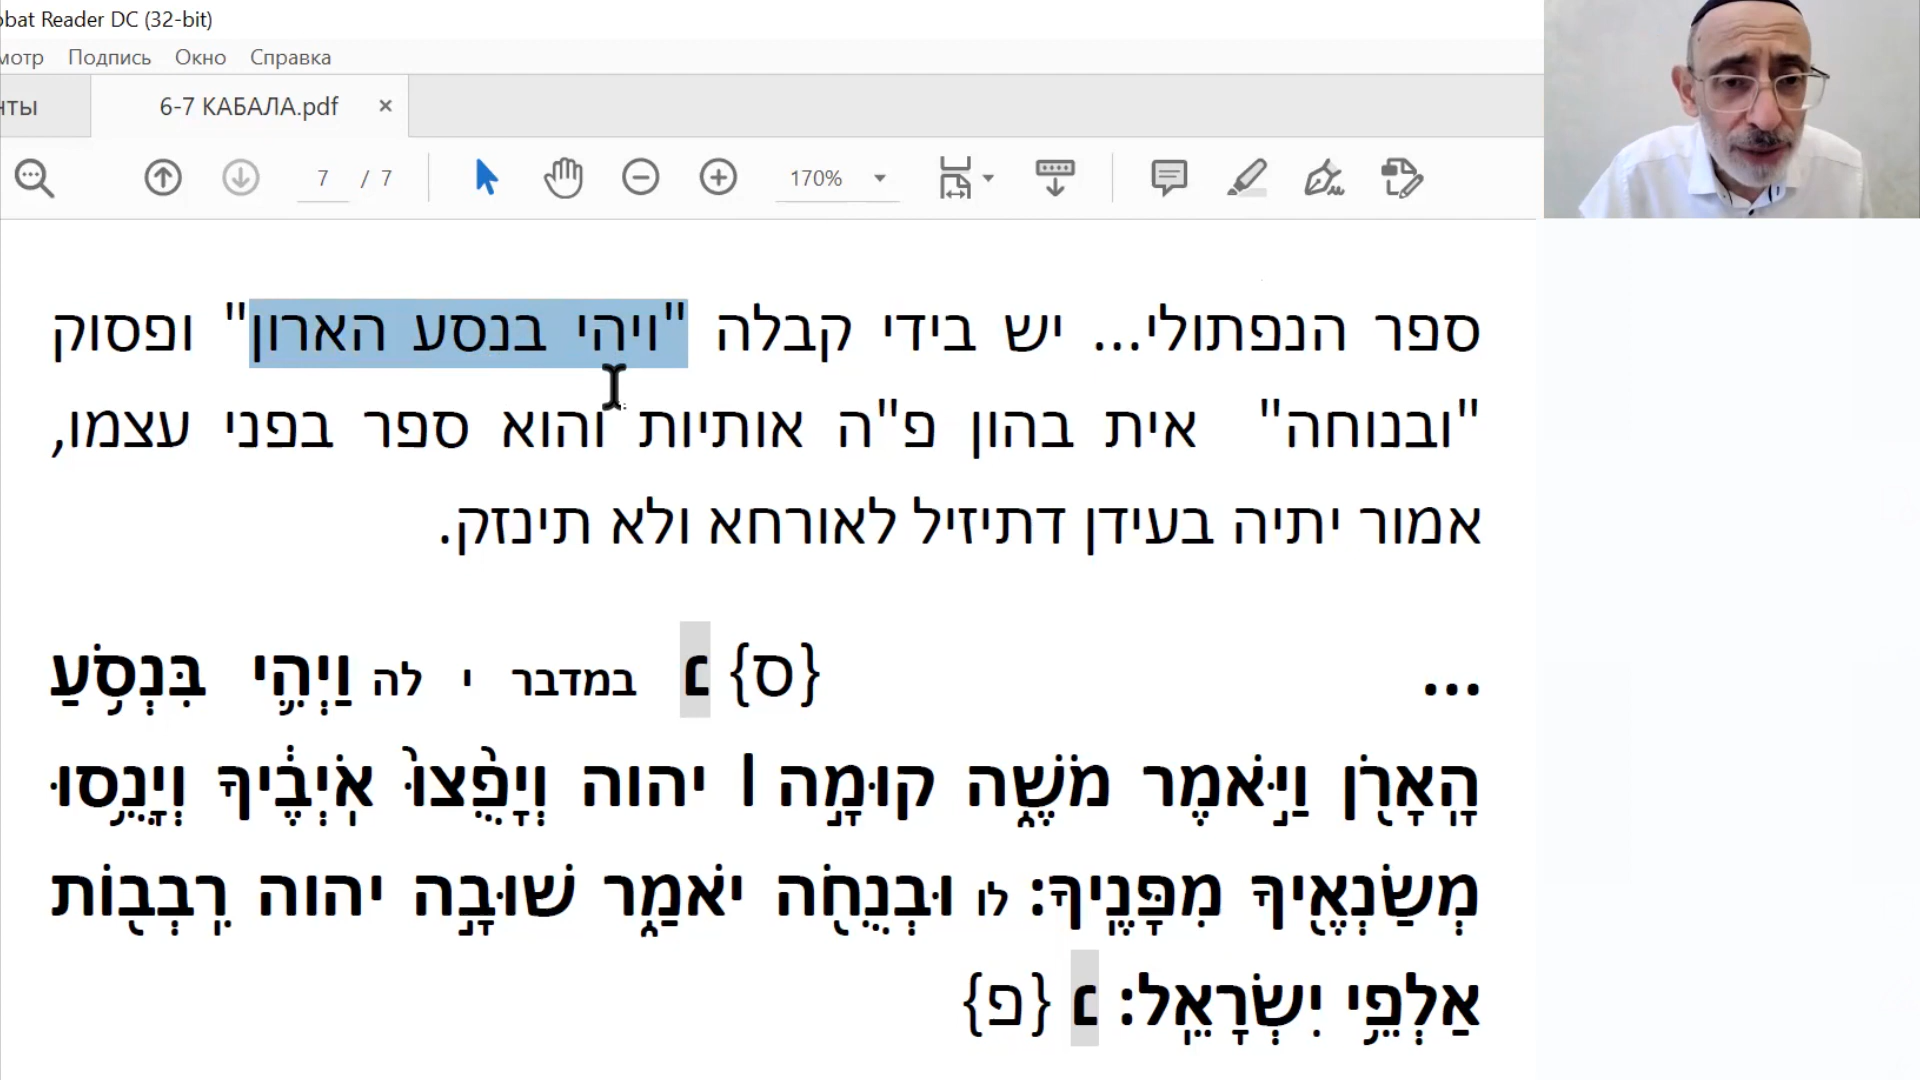 obat Reader DC (32-bit)
мотр Подпись Окно Справка
нты 6-7 КАБАЛА.pdf ×
7 / 7 170%
ספר הנפתולי... יש בידי קבלה "ויהי בנסע הארון" ופסוק
"ובנוחה" אית בהון פ"ה אותיות והוא ספר בפני עצמו,
אמור יתיה בעידן דתיזיל לאורחא ולא תינזק.
... {ס} ׆ במדבר י לה וַיְהִ֛י בִּנְסֹ֥עַ
הָאָרֹ֖ן וַיֹּ֣אמֶר מֹשֶׁ֑ה קוּמָ֣ה ׀ יהוה וְיָפֻ֙צוּ֙ אֹֽיְבֶ֔יךָ וְיָנֻ֥סוּ
מְשַׂנְאֶ֖יךָ מִפָּנֶֽיךָ׃ לו וּבְנֻחֹ֖ה יֹאמַ֑ר שׁוּבָ֣ה יהוה רִֽבְב֖וֹת
אַלְפֵ֥י יִשְׂרָאֵֽל׃ ׆ {פ}